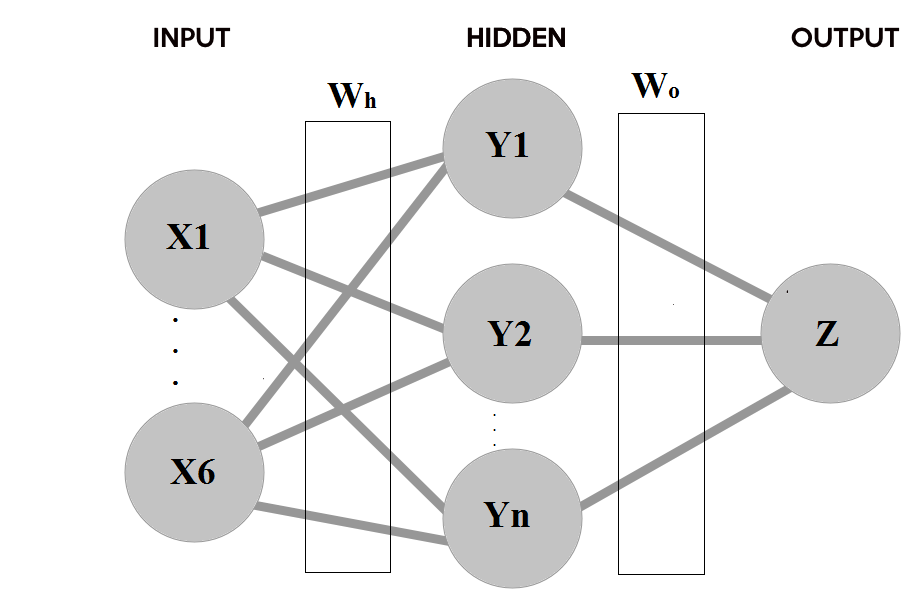 INPUT
HIDDEN
OUTPUT
Wh
Wo
X1
X6
Y1
Y2
Yn
Z